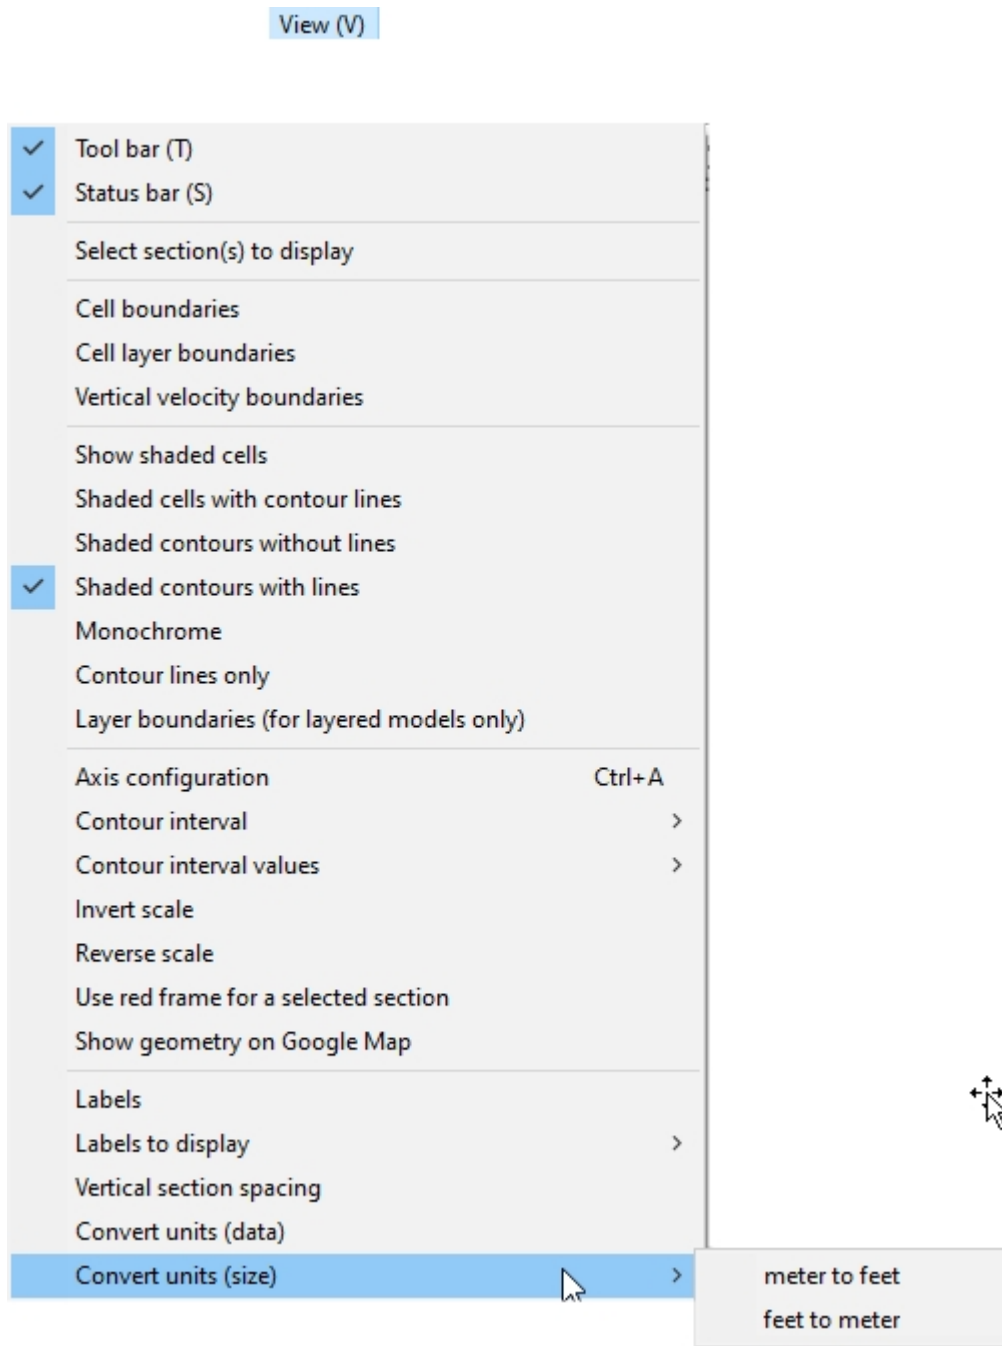 View (V)
Tool bar (T)
Status bar (S)
Select section(s) to display
Cell boundaries
Cell layer boundaries
Vertical velocity boundaries
Show shaded cells
Shaded cells with contour lines
Shaded contours without lines
Shaded contours with lines
Monochrome
Contour lines only
Layer boundaries (for layered models only)
Axis configuration Ctrl+A
Contour interval
Contour interval values
Invert scale
Reverse scale
Use red frame for a selected section
Show geometry on Google Map
Labels
Labels to display
Vertical section spacing
Convert units (data)
Convert units (size) meter to feet
feet to meter